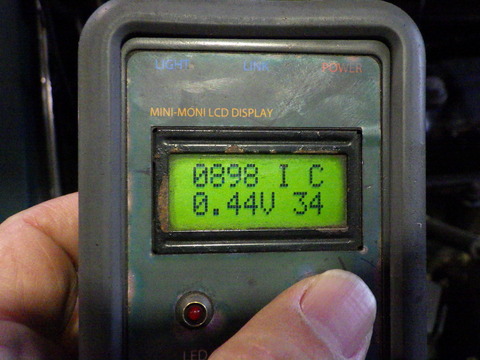 LIGHT LINK POWER
MINI-MONI LCD DISPLAY
0898 I C
0.44V 34
LED